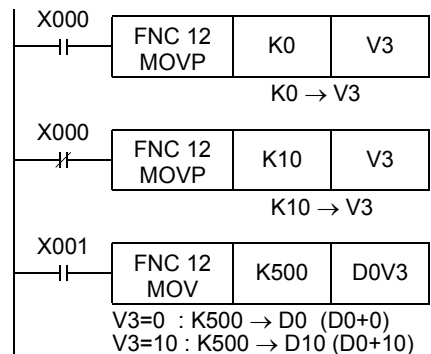 X000
FNC 12 MOVP K0 V3
K0 → V3
X000
FNC 12 MOVP K10 V3
K10 → V3
X001
FNC 12 MOV K500 D0V3
V3=0 : K500 → D0 (D0+0)
V3=10 : K500 → D10 (D0+10)